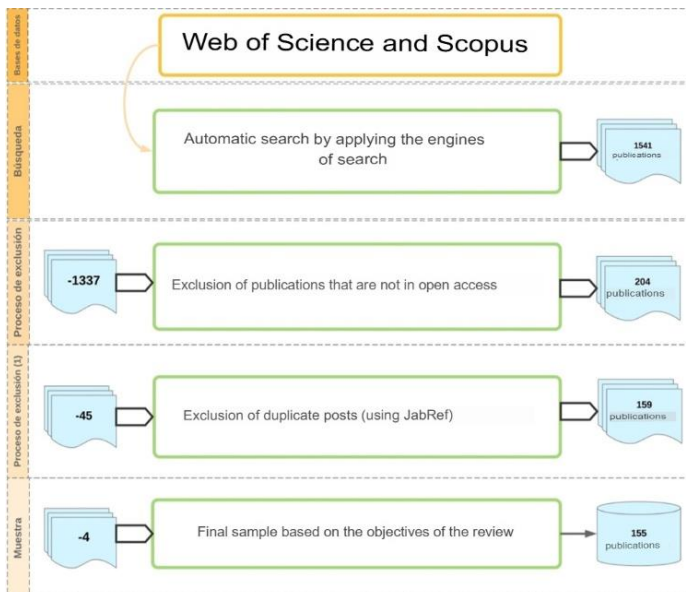 Bases de datos
Web of Science and Scopus
Búsqueda
Automatic search by applying the engines
of search
1541
publications
Proceso de exclusión
-1337
Exclusion of publications that are not in open access
204
publications
Proceso de exclusión (1)
-45
Exclusion of duplicate posts (using JabRef)
159
publications
Muestra
-4
Final sample based on the objectives of the review
155
publications